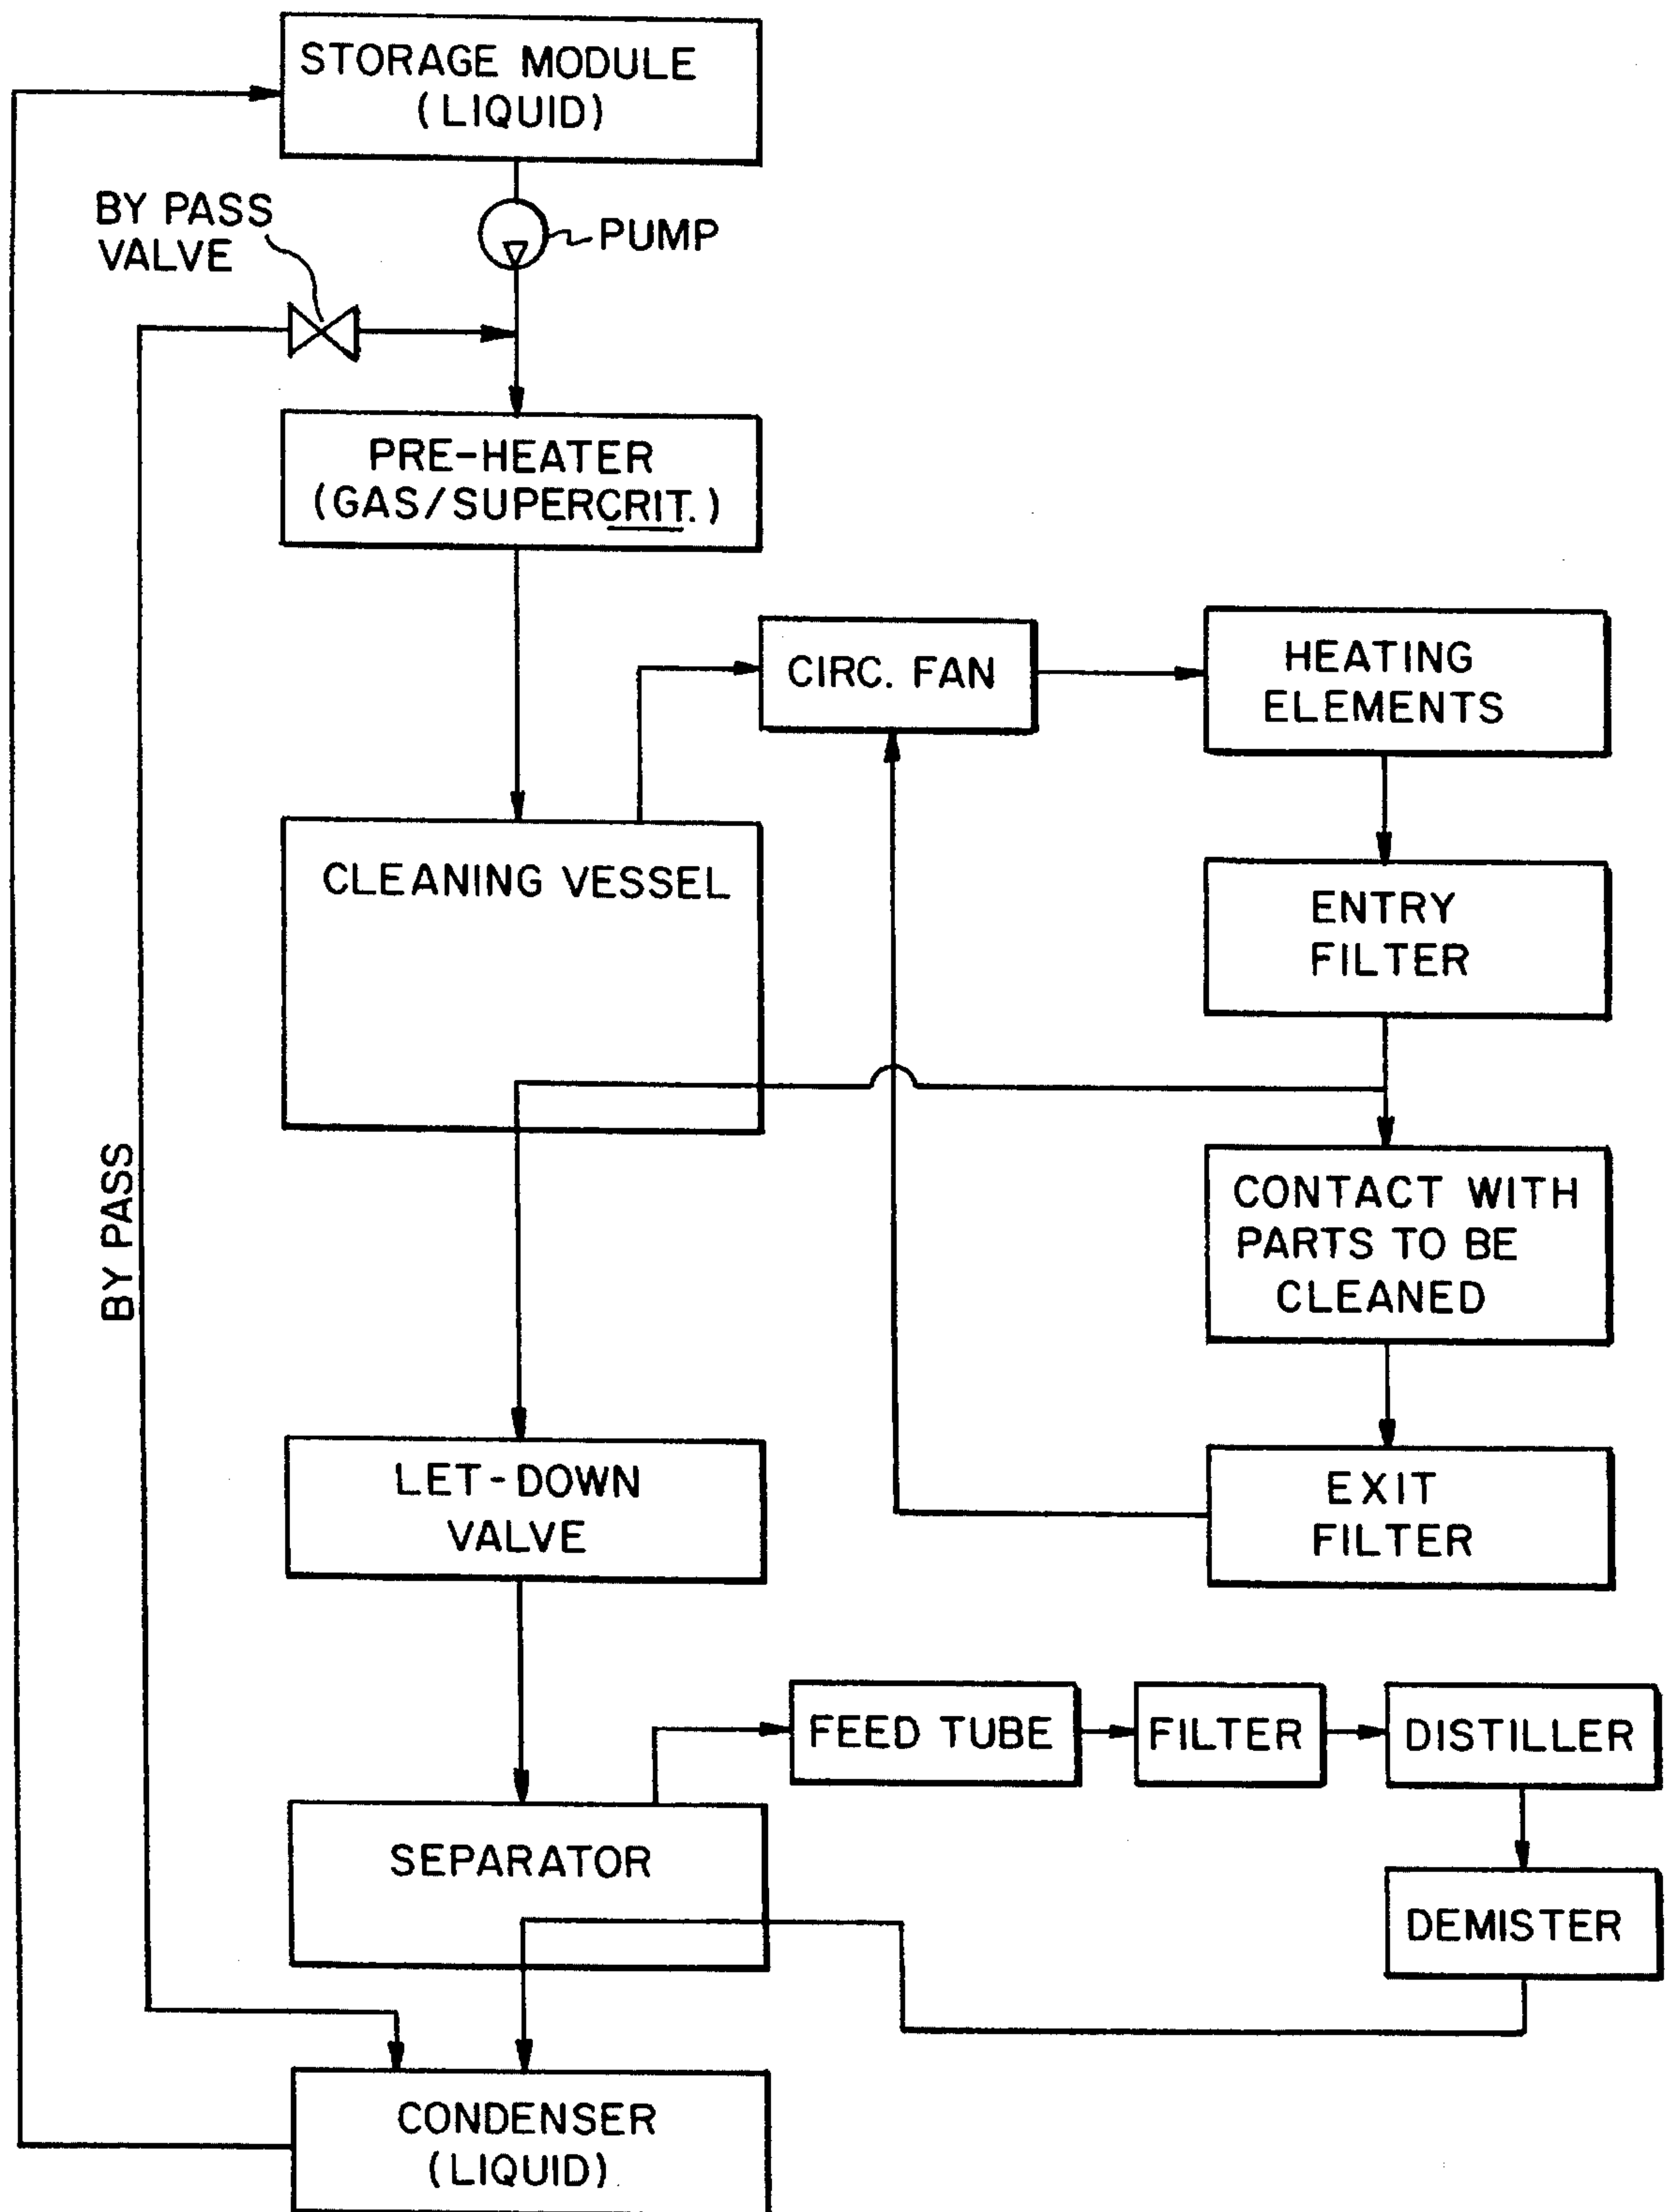 STORAGE MODULE
(LIQUID)
BY PASS
VALVE
PUMP
PRE-HEATER
(GAS/SUPERCRIT.)
CIRC. FAN
HEATING
ELEMENTS
CLEANING VESSEL
ENTRY
FILTER
BY PASS
CONTACT WITH
PARTS TO BE
CLEANED
LET-DOWN
VALVE
EXIT
FILTER
FEED TUBE
FILTER
DISTILLER
SEPARATOR
DEMISTER
CONDENSER
(LIQUID)